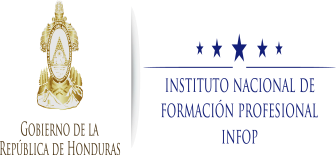 GOBIERNO DE LA
REPÚBLICA DE HONDURAS
INSTITUTO NACIONAL DE
FORMACIÓN PROFESIONAL
INFOP